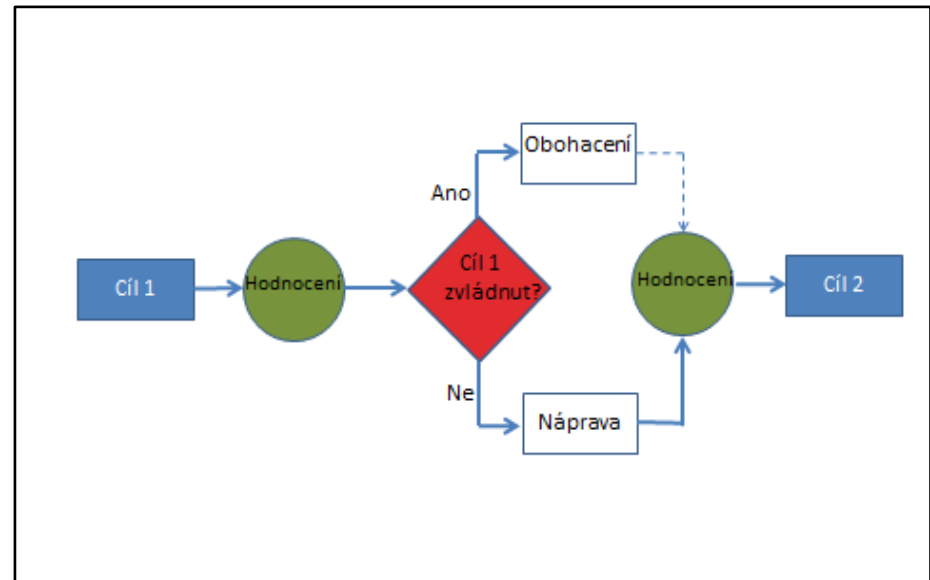 Obohacení
Ano
Cíl 1
Hodnocení
Cíl 1
zvládnut?
Hodnocení
Cíl 2
Ne
Náprava